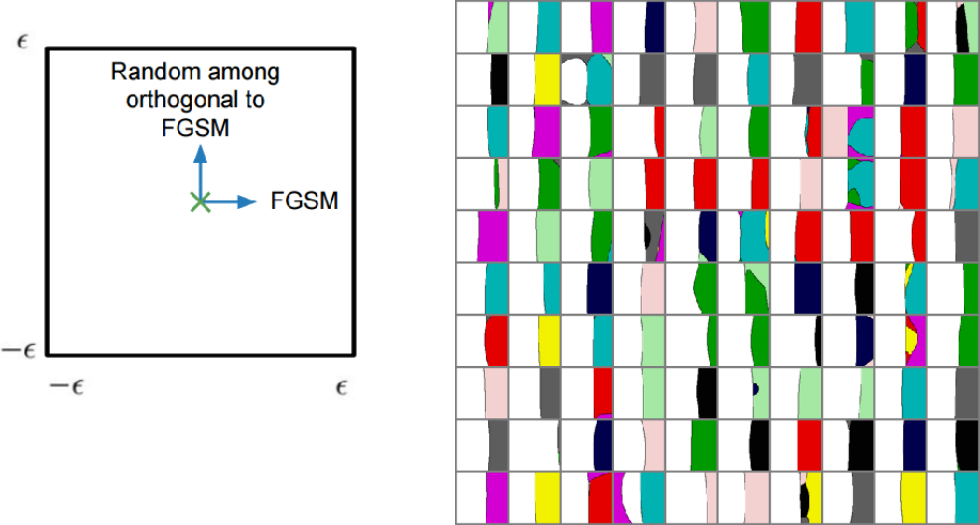 ϵ
Random among
orthogonal to
FGSM
FGSM
−ϵ
−ϵ
ϵ